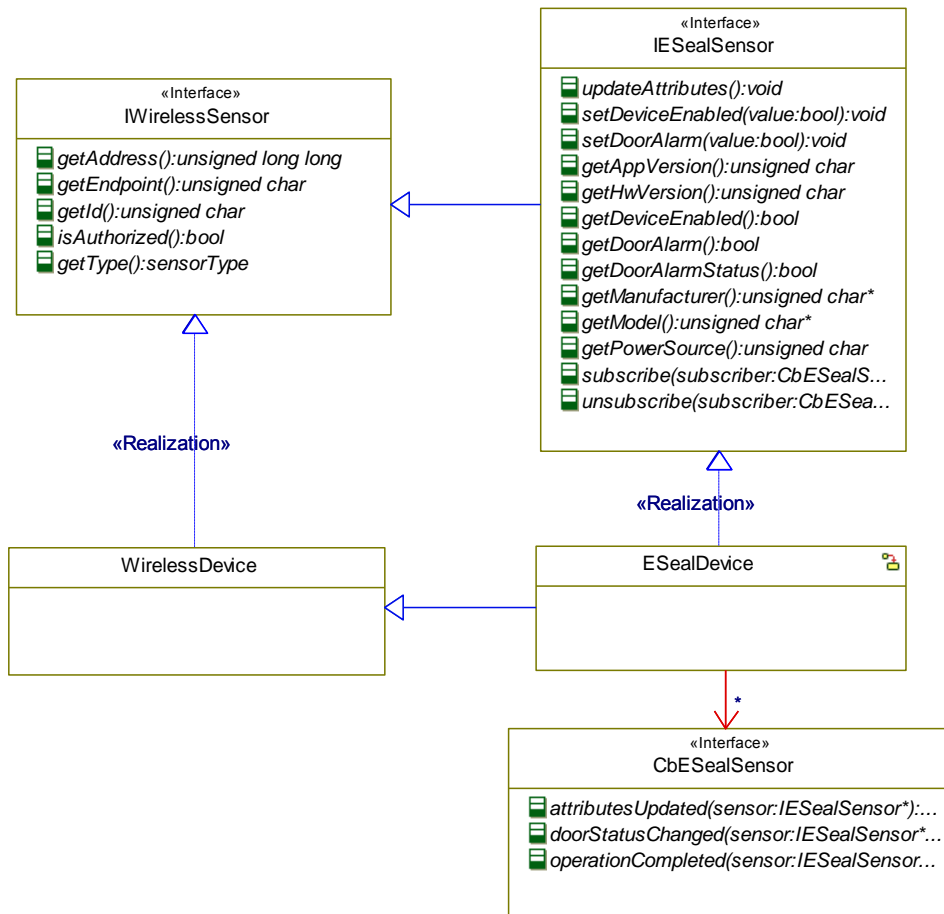 «Interface»
IWirelessSensor
getAddress():unsigned long long
getEndpoint():unsigned char
getId():unsigned char
isAuthorized():bool
getType():sensorType
«Interface»
IESealSensor
updateAttributes():void
setDeviceEnabled(value:bool):void
setDoorAlarm(value:bool):void
getAppVersion():unsigned char
getHwVersion():unsigned char
getDeviceEnabled():bool
getDoorAlarm():bool
getDoorAlarmStatus():bool
getManufacturer():unsigned char*
getModel():unsigned char*
getPowerSource():unsigned char
subscribe(subscriber:CbESealS...
unsubscribe(subscriber:CbESea...
«Realization»
«Realization»
WirelessDevice
ESealDevice
*
«Interface»
CbESealSensor
attributesUpdated(sensor:IESealSensor*):...
doorStatusChanged(sensor:IESealSensor*...
operationCompleted(sensor:IESealSensor...